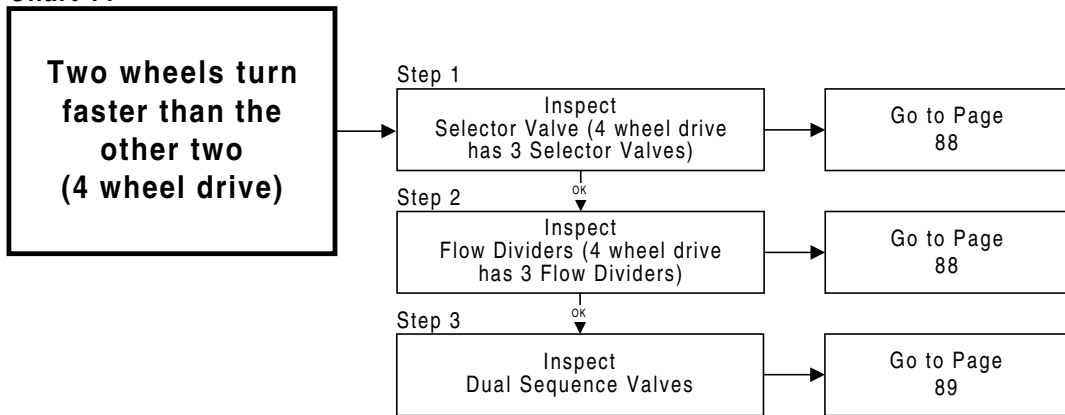 Two wheels turn
faster than the
other two
(4 wheel drive)
Step 1
Inspect
Selector Valve (4 wheel drive
has 3 Selector Valves)
Go to Page
88
OK
Step 2
Inspect
Flow Dividers (4 wheel drive
has 3 Flow Dividers)
Go to Page
88
OK
Step 3
Inspect
Dual Sequence Valves
Go to Page
89